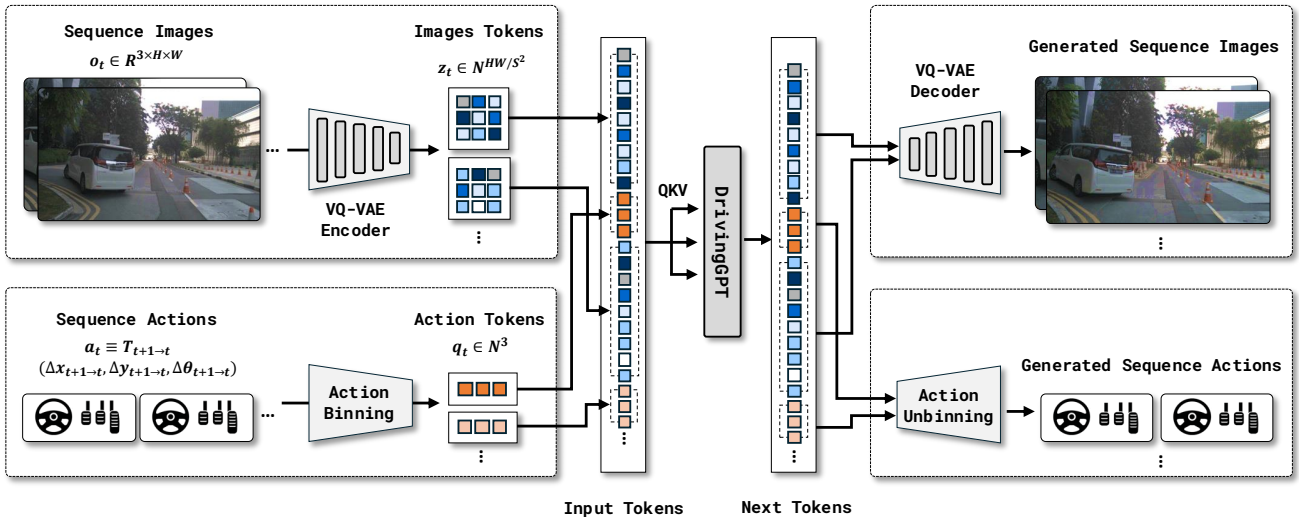 Sequence Images
o_t ∈ R^{3×H×W}
...
VQ-VAE
Encoder
Images Tokens
z_t ∈ N^{HW/S^2}
⋮
Sequence Actions
a_t ≡ T_{t+1→t}
(Δx_{t+1→t}, Δy_{t+1→t}, Δθ_{t+1→t})
...
Action
Binning
Action Tokens
q_t ∈ N^3
⋮
⋮
Input Tokens
QKV
DrivingGPT
⋮
Next Tokens
VQ-VAE
Decoder
Generated Sequence Images
⋮
Action
Unbinning
Generated Sequence Actions
⋮